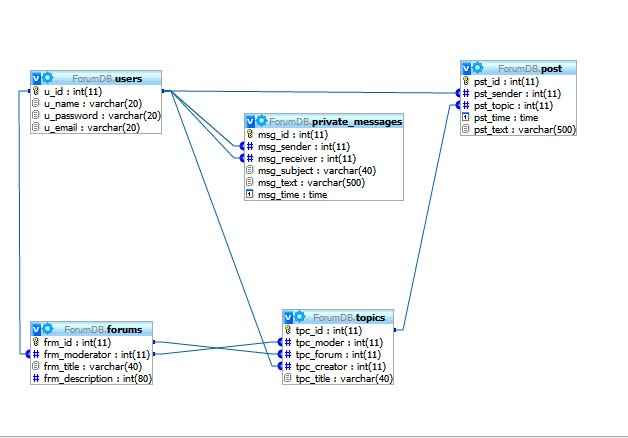 ForumDB.users
u_id : int(11)
u_name : varchar(20)
u_password : varchar(20)
u_email : varchar(20)
ForumDB.private_messages
msg_id : int(11)
msg_sender : int(11)
msg_receiver : int(11)
msg_subject : varchar(40)
msg_text : varchar(500)
msg_time : time
ForumDB.post
pst_id : int(11)
pst_sender : int(11)
pst_topic : int(11)
pst_time : time
pst_text : varchar(500)
ForumDB.forums
frm_id : int(11)
frm_moderator : int(11)
frm_title : varchar(40)
frm_description : int(80)
ForumDB.topics
tpc_id : int(11)
tpc_moder : int(11)
tpc_forum : int(11)
tpc_creator : int(11)
tpc_title : varchar(40)